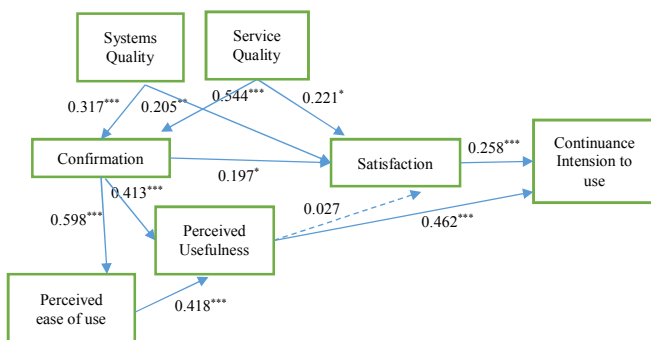 Systems
Quality
Service
Quality
0.317***
0.205**
0.544***
0.221*
Confirmation
Satisfaction
0.258***
Continuance
Intension to
use
0.197*
0.413***
0.598***
0.027
0.462***
Perceived
Usefulness
Perceived
ease of use
0.418***